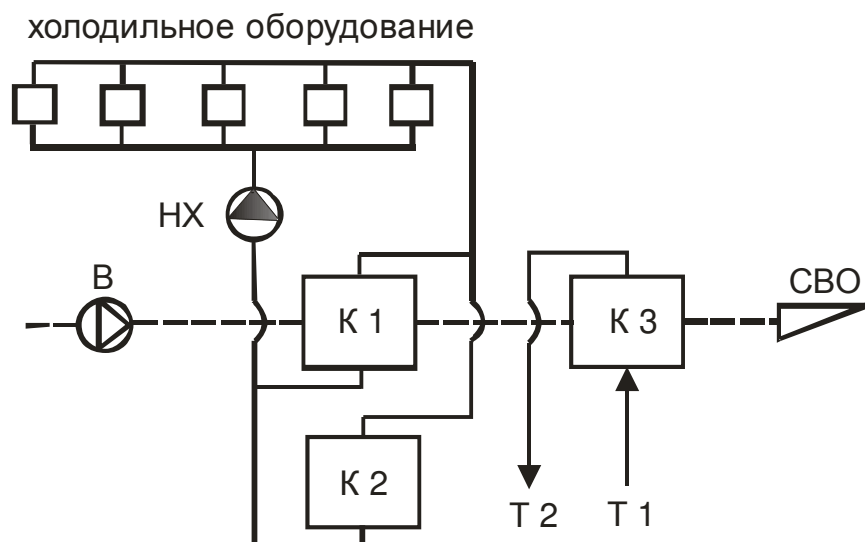 холодильное оборудование
НХ
В
СВО
К 1
К 3
К 2
Т 2
Т 1